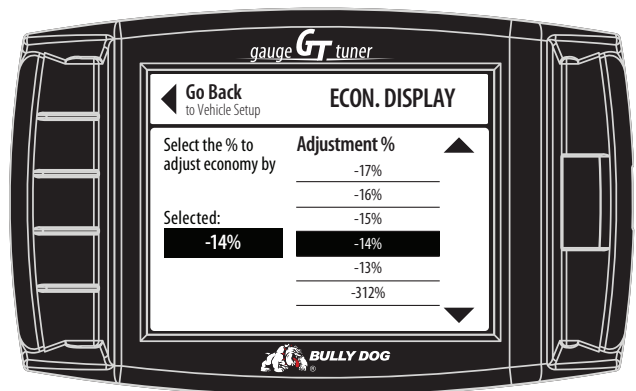 gauge GT tuner
Go Back
to Vehicle Setup
ECON. DISPLAY
Select the % to
adjust economy by
Selected:
-14%
Adjustment %
-17%
-16%
-15%
-14%
-13%
-312%
BULLY DOG
®